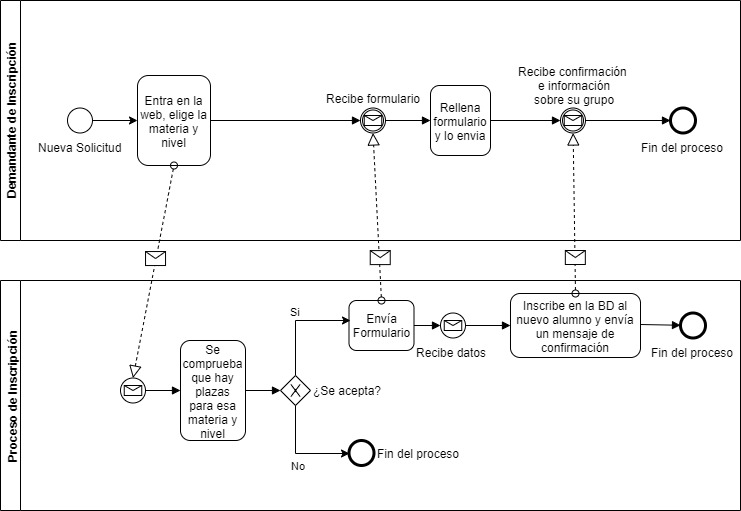 Demandante de Inscripción
Nueva Solicitud
Entra en la
web, elige la
materia y
nivel
Recibe formulario
Rellena
formulario
y lo envia
Recibe confirmación
e información
sobre su grupo
Fin del proceso
Proceso de Inscripción
Se
comprueba
que hay
plazas
para esa
materia y
nivel
¿Se acepta?
Si
No
Envía
Formulario
Recibe datos
Inscribe en la BD al
nuevo alumno y envía
un mensaje de
confirmación
Fin del proceso
Fin del proceso